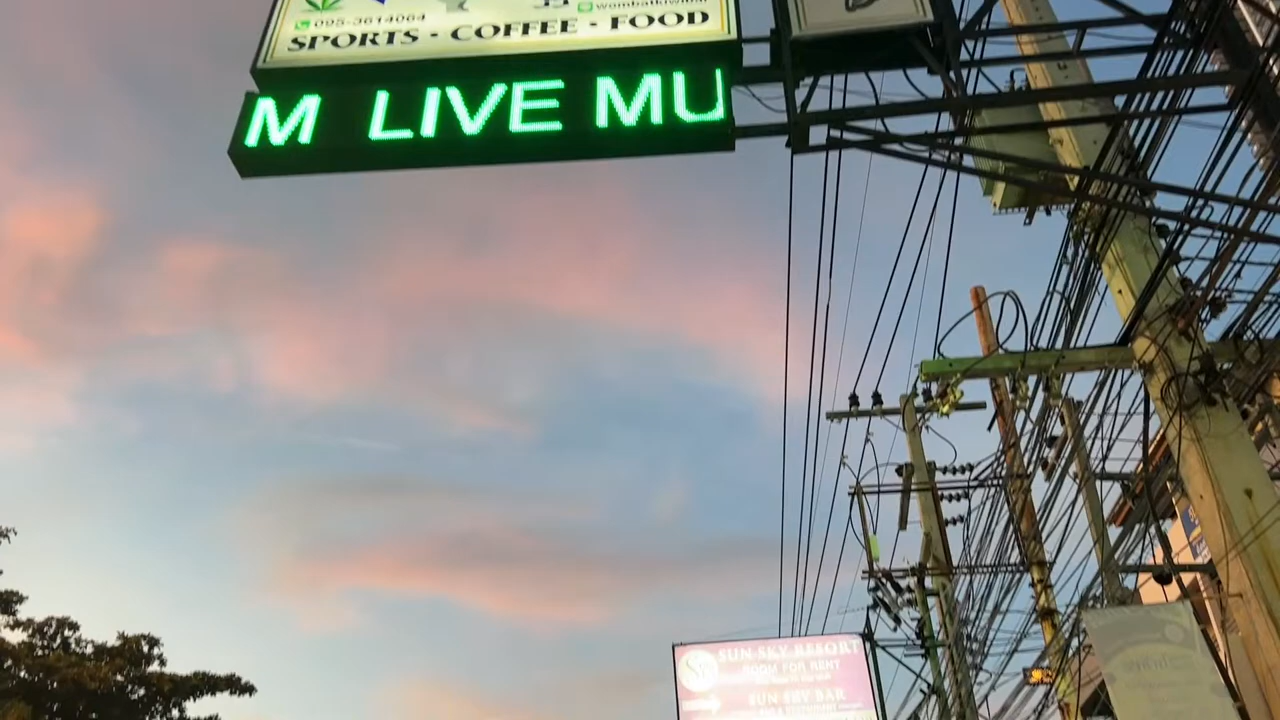 095-3614064
SPORTS · COFFEE · FOOD
M LIVE MU
SUN SKY RESORT
ROOM FOR RENT
SUN SKY BAR